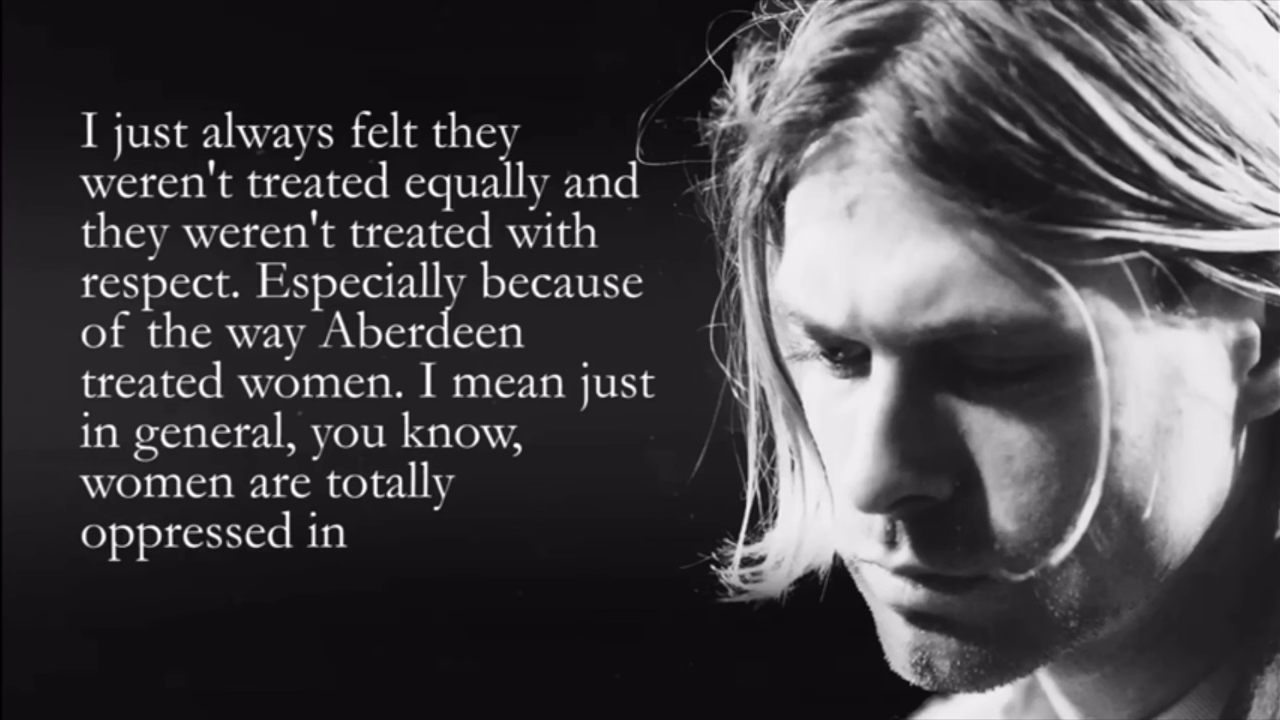 I just always felt they
weren't treated equally and
they weren't treated with
respect. Especially because
of the way Aberdeen
treated women. I mean just
in general, you know,
women are totally
oppressed in